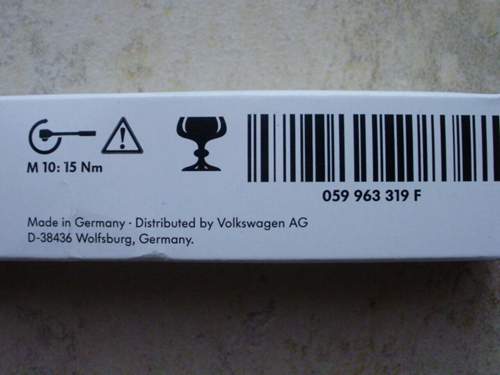 M 10: 15 Nm
059 963 319 F
Made in Germany · Distributed by Volkswagen AG
D-38436 Wolfsburg, Germany.